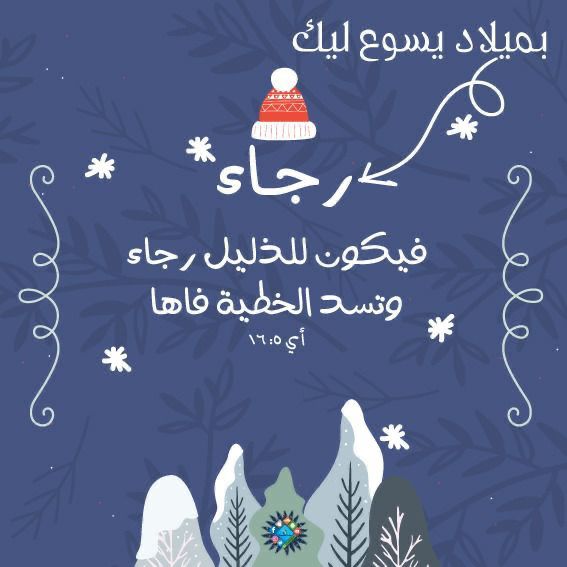 بميلاد يسوع ليك
رجاء
فيكون للذليل رجاء
وتسد الخطية فاها
أي ١٦:٥